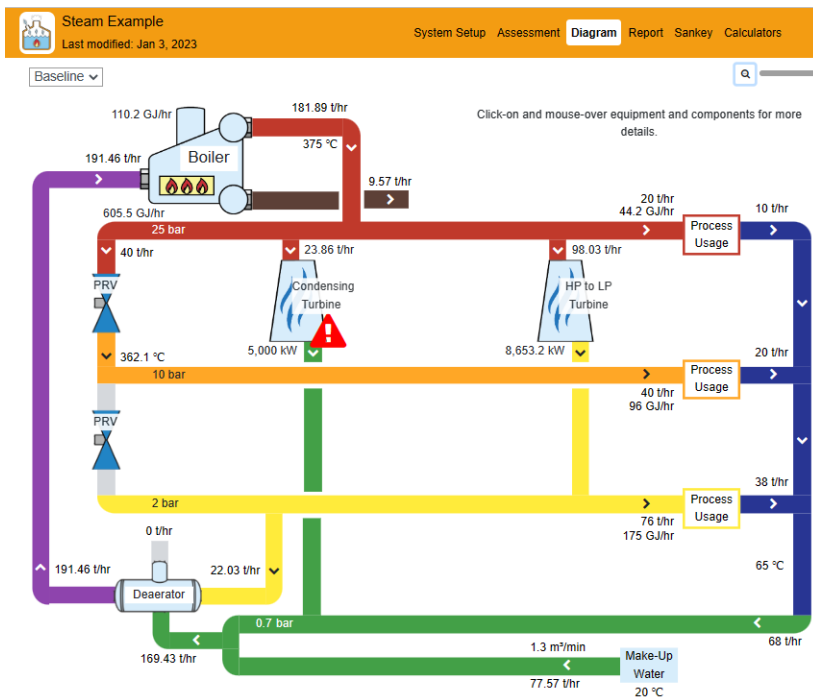 Steam Example
Last modified: Jan 3, 2023
System Setup Assessment Diagram Report Sankey Calculators
Baseline
Click-on and mouse-over equipment and components for more
details.
110.2 GJ/hr
181.89 t/hr
375 ºC
191.46 t/hr
Boiler
9.57 t/hr
605.5 GJ/hr
25 bar
20 t/hr
44.2 GJ/hr
Process
Usage
10 t/hr
40 t/hr
23.86 t/hr
98.03 t/hr
PRV
Condensing
Turbine
HP to LP
Turbine
5,000 kW
8,653.2 kW
362.1 ºC
10 bar
Process
Usage
20 t/hr
40 t/hr
96 GJ/hr
PRV
2 bar
Process
Usage
38 t/hr
76 t/hr
175 GJ/hr
0 t/hr
191.46 t/hr
22.03 t/hr
65 ºC
Deaerator
0.7 bar
68 t/hr
169.43 t/hr
1.3 m³/min
77.57 t/hr
Make-Up
Water
20 ºC